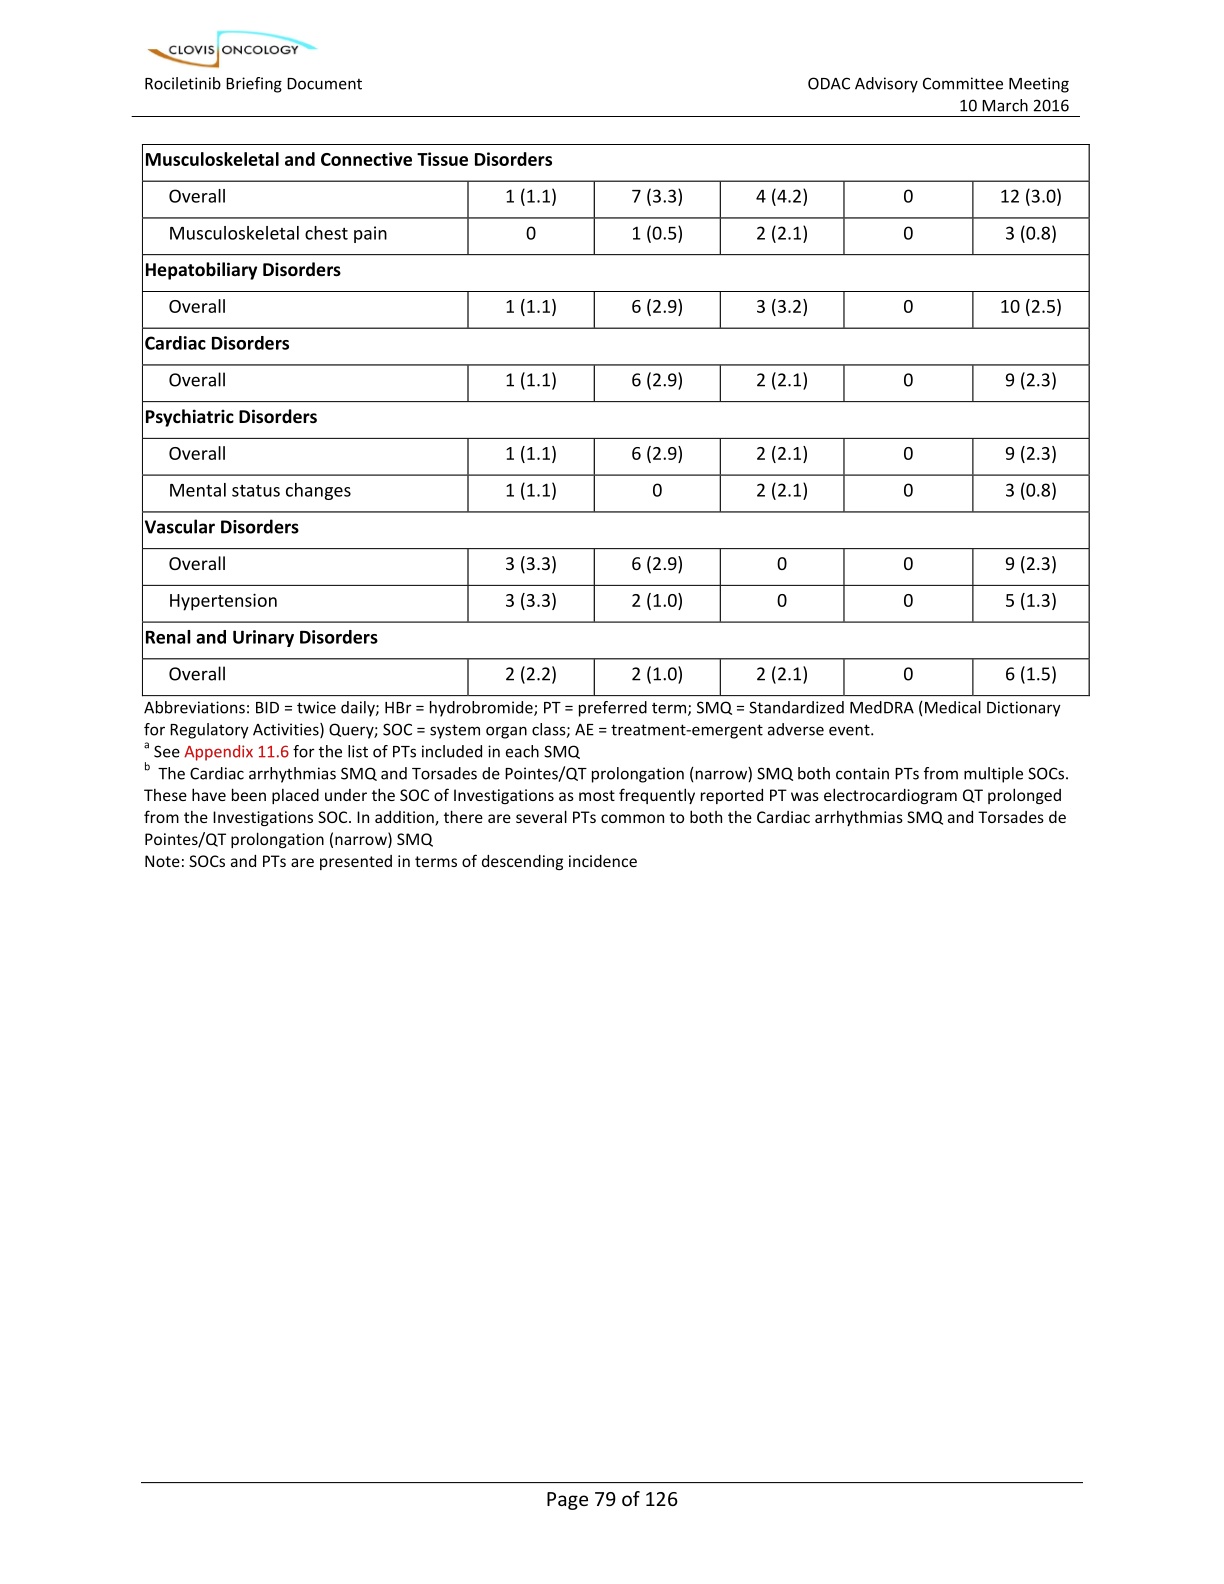 CLOVIS ONCOLOGY
Rociletinib Briefing Document ODAC Advisory Committee Meeting
10 March 2016
Musculoskeletal and Connective Tissue Disorders
Overall 1 (1.1) 7 (3.3) 4 (4.2) 0 12 (3.0)
Musculoskeletal chest pain 0 1 (0.5) 2 (2.1) 0 3 (0.8)
Hepatobiliary Disorders
Overall 1 (1.1) 6 (2.9) 3 (3.2) 0 10 (2.5)
Cardiac Disorders
Overall 1 (1.1) 6 (2.9) 2 (2.1) 0 9 (2.3)
Psychiatric Disorders
Overall 1 (1.1) 6 (2.9) 2 (2.1) 0 9 (2.3)
Mental status changes 1 (1.1) 0 2 (2.1) 0 3 (0.8)
Vascular Disorders
Overall 3 (3.3) 6 (2.9) 0 0 9 (2.3)
Hypertension 3 (3.3) 2 (1.0) 0 0 5 (1.3)
Renal and Urinary Disorders
Overall 2 (2.2) 2 (1.0) 2 (2.1) 0 6 (1.5)
Abbreviations: BID = twice daily; HBr = hydrobromide; PT = preferred term; SMQ = Standardized MedDRA (Medical Dictionary
for Regulatory Activities) Query; SOC = system organ class; AE = treatment-emergent adverse event.
a See Appendix 11.6 for the list of PTs included in each SMQ
b The Cardiac arrhythmias SMQ and Torsades de Pointes/QT prolongation (narrow) SMQ both contain PTs from multiple SOCs.
These have been placed under the SOC of Investigations as most frequently reported PT was electrocardiogram QT prolonged
from the Investigations SOC. In addition, there are several PTs common to both the Cardiac arrhythmias SMQ and Torsades de
Pointes/QT prolongation (narrow) SMQ
Note: SOCs and PTs are presented in terms of descending incidence
Page 79 of 126